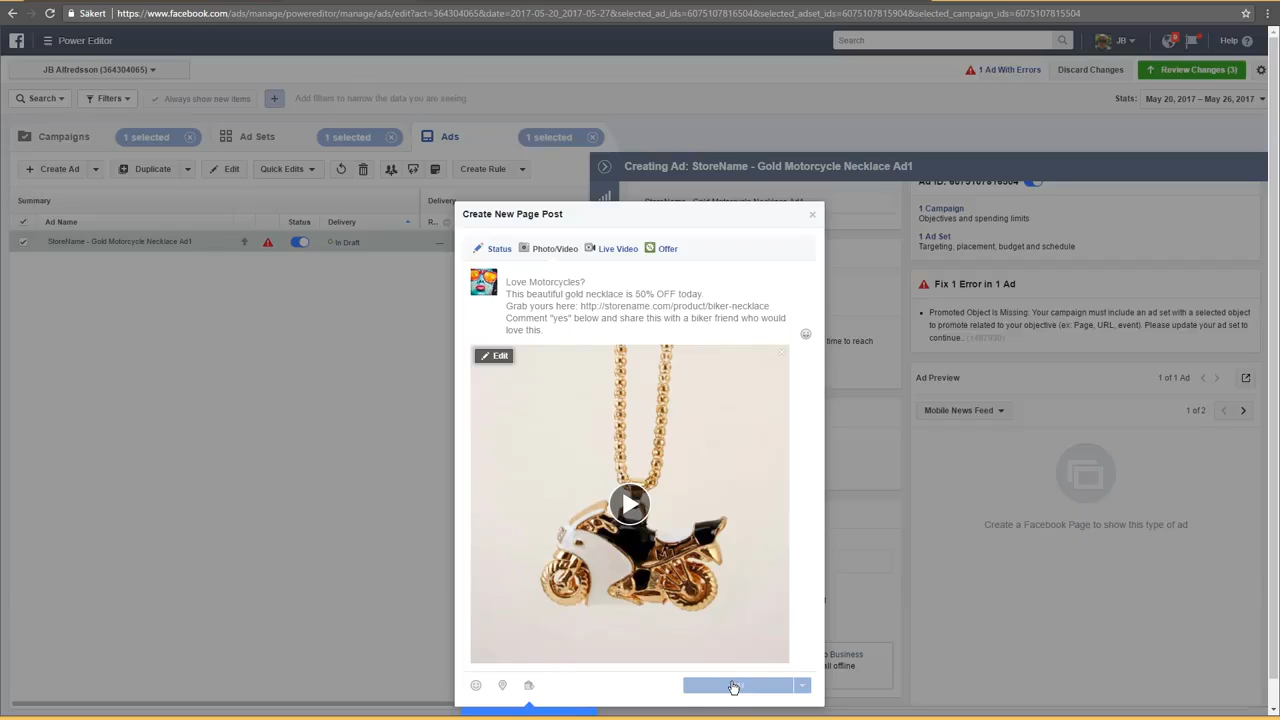 Säkert
https://www.facebook.com/ads/manage/powereditor/manage/ads/edit?act=364304065&date=2017-05-20_2017-05-27&selected_ad_ids=6075107816504&selected_adset_ids=6075107815904&selected_campaign_ids=6075107815504
Power Editor
Search
JB
Help
JB Alfredsson (364304065)
1 Ad With Errors
Discard Changes
Review Changes (3)
Search
Filters
Always show new items
Add filters to narrow the data you are seeing.
Stats: May 20, 2017 – May 26, 2017
Campaigns
1 selected
Ad Sets
1 selected
Ads
1 selected
Create Ad
Duplicate
Edit
Quick Edits
Create Rule
Creating Ad: StoreName - Gold Motorcycle Necklace Ad1
Summary
Delivery
Ad Name
Status
Delivery
R...
StoreName - Gold Motorcycle Necklace Ad1
In Draft
Create New Page Post
Status
Photo/Video
Live Video
Offer
Love Motorcycles?
This beautiful gold necklace is 50% OFF today.
Grab yours here: http://storename.com/product/biker-necklace
Comment "yes" below and share this with a biker friend who would
love this.
Edit
time to reach
Business
all offline
Ad ID: 6075107816504
1 Campaign
Objectives and spending limits
1 Ad Set
Targeting, placement, budget and schedule
Fix 1 Error in 1 Ad
Promoted Object is Missing: Your campaign must include an ad set with a selected object
to promote related to your objective (ex: Page, URL, event). Please update your ad set to
continue.. (#1487930)
Ad Preview
1 of 1 Ad
Mobile News Feed
1 of 2
Create a Facebook Page to show this type of ad